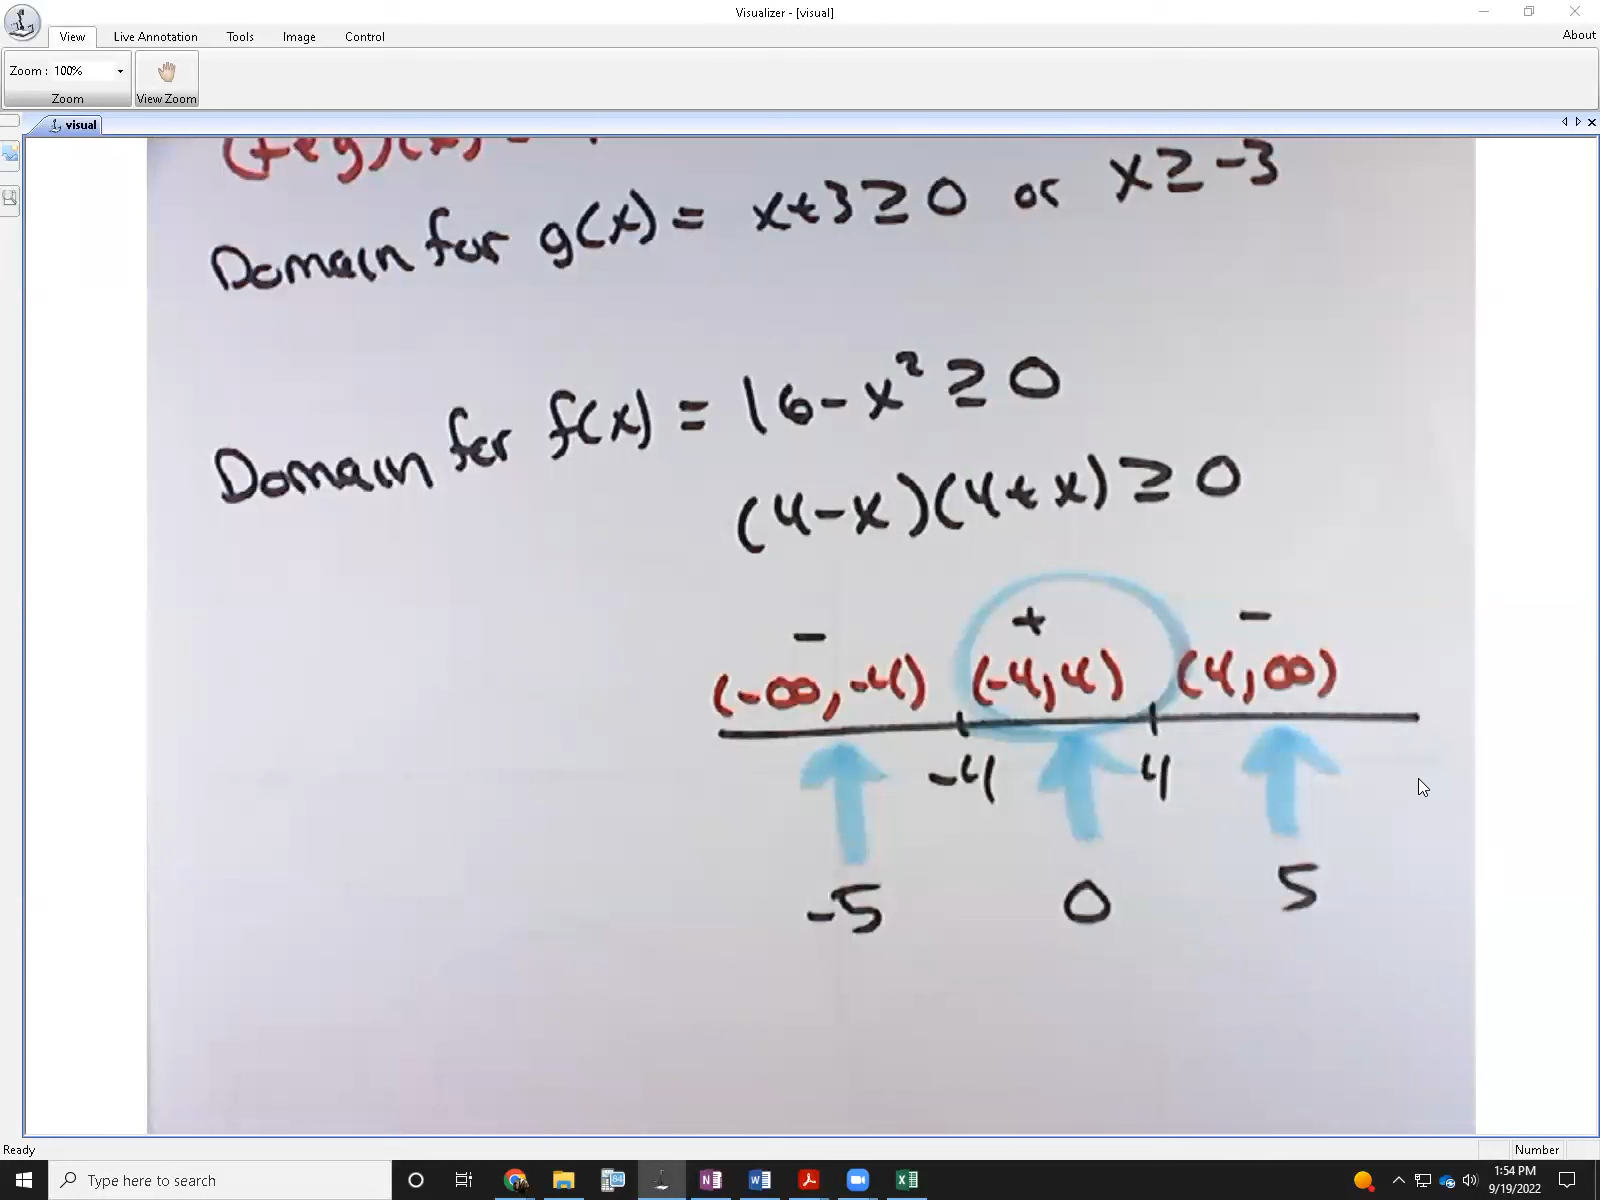 Visualizer - [visual]
View Live Annotation Tools Image Control About
Zoom : 100%
Zoom View Zoom
visual
Domain for g(x) = x+3 ≥ 0 or x ≥ -3
Domain for f(x) = 16 - x² ≥ 0
(4-x)(4+x) ≥ 0
- + -
(-∞, -4) (-4, 4) (4, ∞)
-4 4
-5 0 5
Ready Number
Type here to search
1:54 PM
9/19/2022